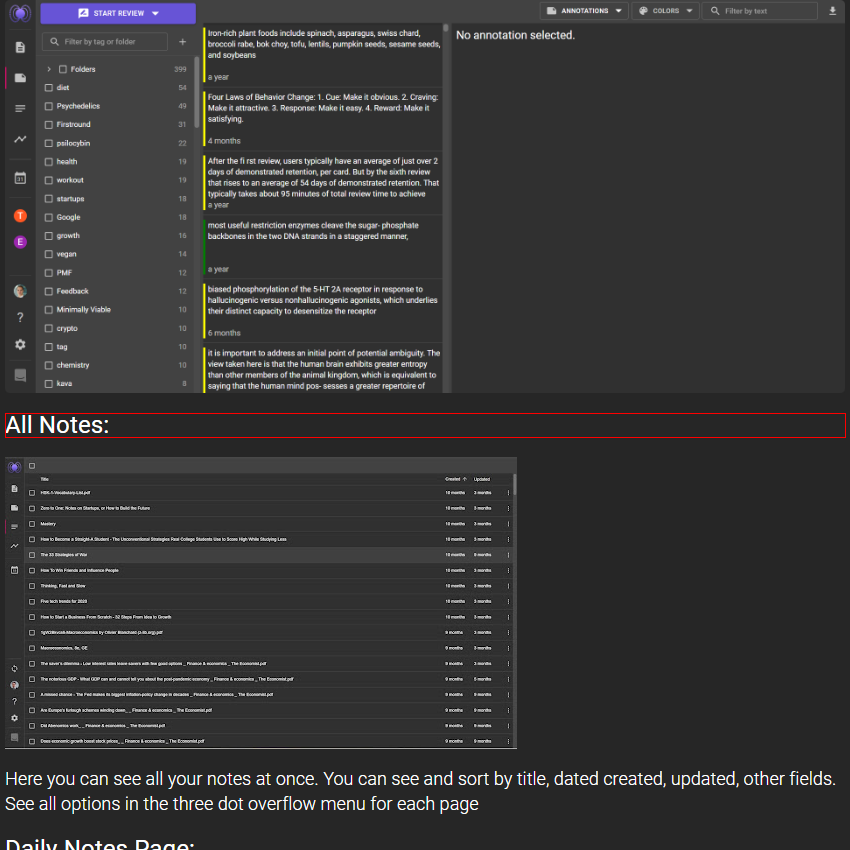 START REVIEW
ANNOTATIONS
COLORS
Filter by text
Filter by tag or folder
+
Folders 399
diet 54
Psychedelics 49
Firstround 31
psilocybin 22
health 19
workout 19
startups 18
Google 18
growth 16
vegan 14
PMF 12
Feedback 12
Minimally Viable 10
crypto 10
tag 10
chemistry 10
kava 8
31
T
E
?
Iron-rich plant foods include spinach, asparagus, swiss chard,
broccoli rabe, bok choy, tofu, lentils, pumpkin seeds, sesame seeds,
and soybeans
a year
Four Laws of Behavior Change: 1. Cue: Make it obvious. 2. Craving:
Make it attractive. 3. Response: Make it easy. 4. Reward: Make it
satisfying.
4 months
After the fi rst review, users typically have an average of just over 2
days of demonstrated retention, per card. But by the sixth review
that rises to an average of 54 days of demonstrated retention. That
typically takes about 95 minutes of total review time to achieve
a year
most useful restriction enzymes cleave the sugar- phosphate
backbones in the two DNA strands in a staggered manner,
a year
biased phosphorylation of the 5-HT 2A receptor in response to
hallucinogenic versus nonhallucinogenic agonists, which underlies
their distinct capacity to desensitize the receptor
6 months
it is important to address an initial point of potential ambiguity. The
view taken here is that the human brain exhibits greater entropy
than other members of the animal kingdom, which is equivalent to
saying that the human mind pos- sesses a greater repertoire of
No annotation selected.
All Notes:
Title Created Updated
HSK-1-Vocabulary-List.pdf 10 months 3 months
Zero to One: Notes on Startups, or How to Build the Future 10 months 3 months
Mastery 10 months 3 months
How to Become a Straight-A Student - The Unconventional Strategies Real College Students Use to Score High While Studying Less 10 months 3 months
The 33 Strategies of War 10 months 9 months
How To Win Friends and Influence People 10 months 3 months
Thinking, Fast and Slow 10 months 3 months
Five tech trends for 2020 10 months 3 months
How to Start a Business From Scratch - 32 Steps From Idea to Growth 10 months 3 months
by Olivier Blanchard (z-lib.org).pdf 9 months 3 months
Macroeconomics, 8e, GE 9 months 3 months
The saver's dilemma - Low interest rates leave savers with few good options _ Finance & economics _ The Economist.pdf 9 months 3 months
The notorious GDP - What GDP can and cannot tell you about the post-pandemic economy _ Finance & economics _ The Economist.pdf 9 months 3 months
A missed chance - The Fed makes its biggest inflation-policy change in decades _ Finance & economics _ The Economist.pdf 9 months 3 months
Are Europe's furlough schemes winding down_ _ Finance & economics _ The Economist.pdf 9 months 9 months
Did Abenomics work_ _ Finance & economics _ The Economist.pdf 9 months 9 months
Does economic growth boost stock prices_ _ Finance & economics _ The Economist.pdf 9 months 9 months
?
Here you can see all your notes at once. You can see and sort by title, dated created, updated, other fields.
See all options in the three dot overflow menu for each page
Daily Notes Page: